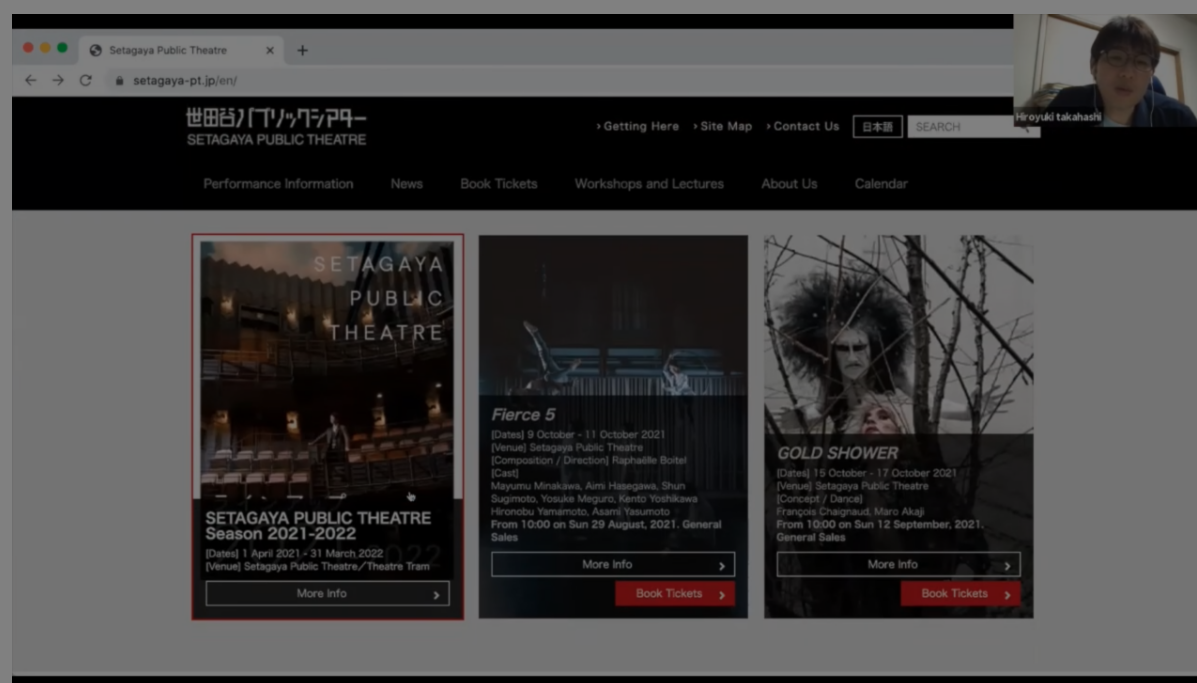 Setagaya Public Theatre
setagaya-pt.jp/en/
世田谷パブリックシアター
SETAGAYA PUBLIC THEATRE
Getting Here
Site Map
Contact Us
日本語
SEARCH
Hiroyuki takahashi
Performance Information
News
Book Tickets
Workshops and Lectures
About Us
Calendar
SETAGAYA
PUBLIC
THEATRE
SETAGAYA PUBLIC THEATRE
Season 2021-2022
[Dates] 1 April 2021 - 31 March 2022
[Venue] Setagaya Public Theatre／Theatre Tram
More Info
Fierce 5
[Dates] 9 October - 11 October 2021
[Venue] Setagaya Public Theatre
[Composition / Direction] Raphaëlle Boitel
[Cast]
Mayumu Minakawa, Aimi Hasegawa, Shun
Sugimoto, Yosuke Meguro, Kento Yoshikawa
Hironobu Yamamoto, Asami Yasumoto
From 10:00 on Sun 29 August, 2021. General
Sales
More Info
Book Tickets
GOLD SHOWER
[Dates] 15 October - 17 October 2021
[Venue] Setagaya Public Theatre
[Concept / Dance]
François Chaignaud, Maro Akaji
From 10:00 on Sun 12 September, 2021.
General Sales
More Info
Book Tickets